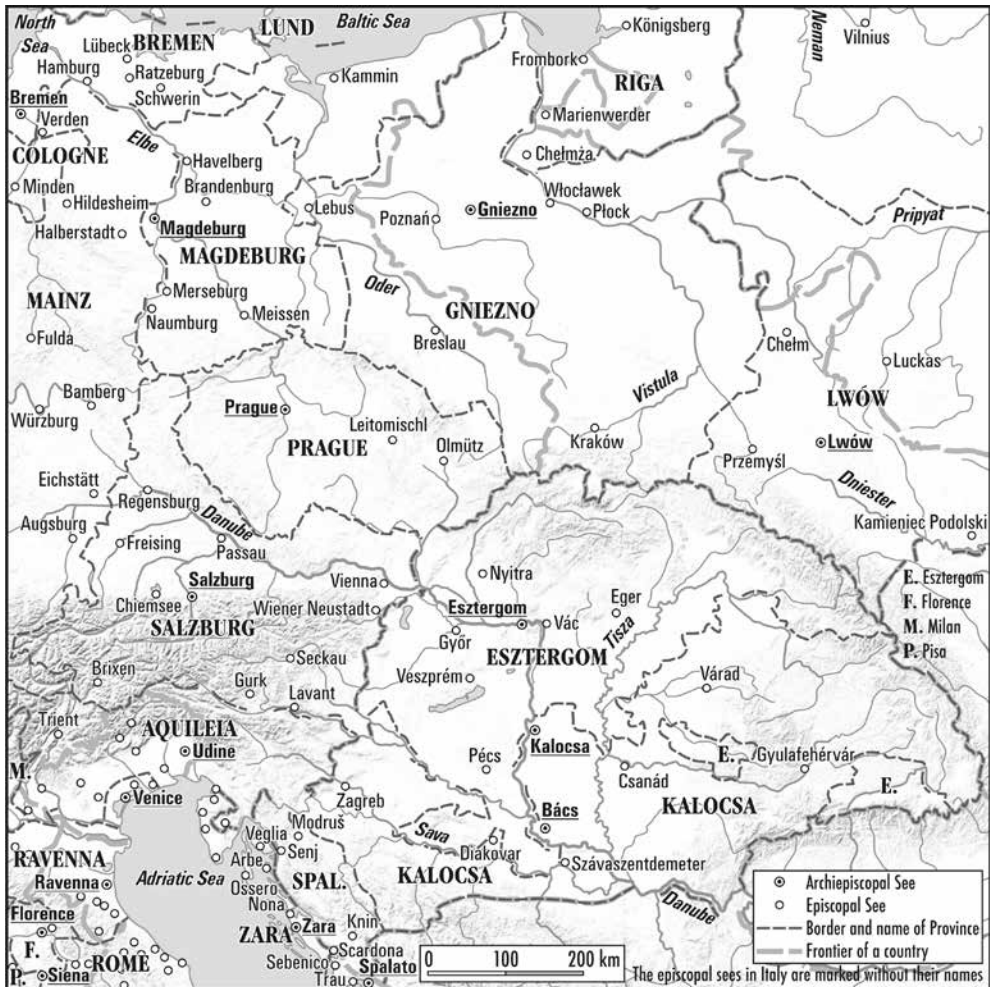 North
Sea
Lübeck
BREMEN
LUND
Baltic Sea
Königsberg
Neman
Vilnius
Hamburg
Ratzeburg
Schwerin
Kammin
Frombork
RIGA
Bremen
Verden
Marienwerder
COLOGNE
Elbe
Havelberg
Chełmża
Minden
Hildesheim
Brandenburg
Lebus
Poznań
Gniezno
Włocławek
Płock
Pripyat
Halberstadt
Magdeburg
MAGDEBURG
Oder
MAINZ
Merseburg
Naumburg
Meissen
GNIEZNO
Fulda
Breslau
Chełm
Luckas
Bamberg
Würzburg
Prague
Leitomischl
Vistula
LWÓW
PRAGUE
Olmütz
Kraków
Lwów
Przemyśl
Eichstätt
Regensburg
Dniester
Augsburg
Danube
Kamieniec Podolski
Freising
Passau
Salzburg
Vienna
Nyitra
E. Esztergom
F. Florence
M. Milan
P. Pisa
Chiemsee
Wiener Neustadt
Esztergom
Eger
SALZBURG
Győr
Vác
Tisza
Seckau
ESZTERGOM
Brixen
Gurk
Veszprém
Várad
Lavant
Trient
AQUILEIA
Udine
Kalocsa
M.
Pécs
E.
Gyulafehérvár
Csanád
E.
Venice
Zagreb
KALOCSA
Bács
Modruš
Veglia
Senj
Sava
Diákovár
Szávaszentdemeter
RAVENNA
Arbe
Ravenna
Adriatic Sea
Ossero
SPAL.
KALOCSA
Nona
Danube
Florence
ZARA
Zara
Knin
F.
Scardona
ROME
Sebenico
Spalato
P.
Siena
Trau
0 100 200 km
Archiepiscopal See
Episcopal See
Border and name of Province
Frontier of a country
The episcopal sees in Italy are marked without their names